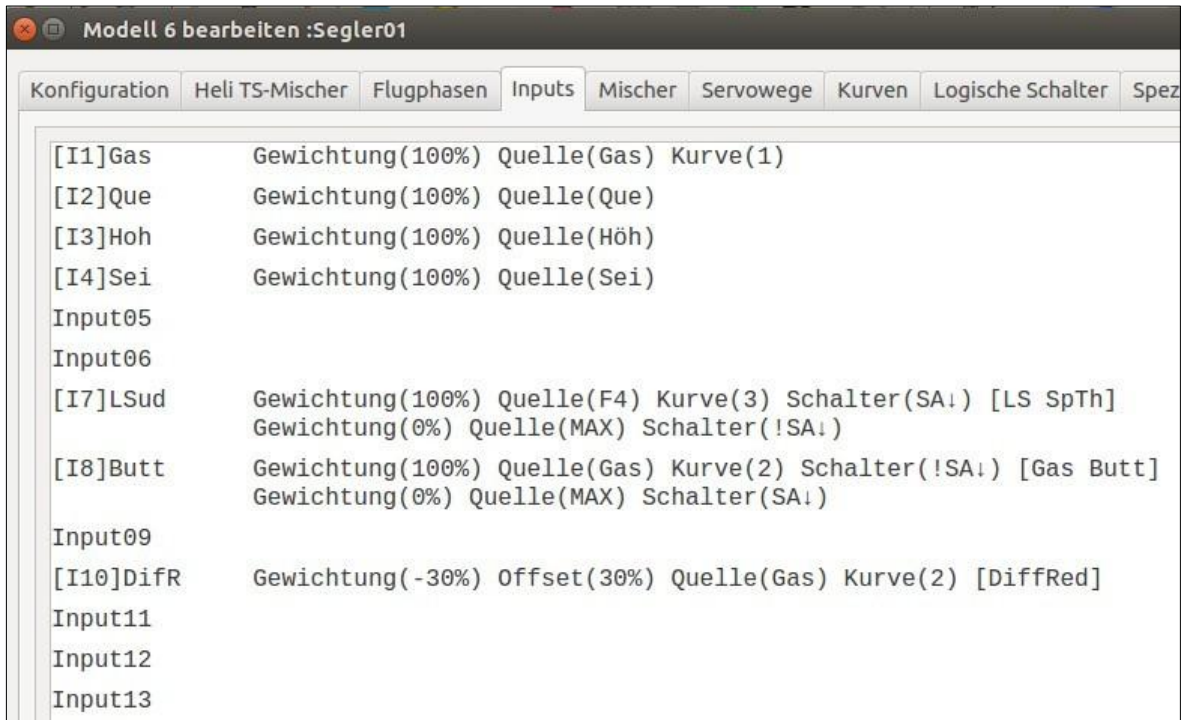 Modell 6 bearbeiten :Segler01
Konfiguration Heli TS-Mischer Flugphasen Inputs Mischer Servowege Kurven Logische Schalter Spez
[I1]Gas Gewichtung(100%) Quelle(Gas) Kurve(1)
[I2]Que Gewichtung(100%) Quelle(Que)
[I3]Hoh Gewichtung(100%) Quelle(Höh)
[I4]Sei Gewichtung(100%) Quelle(Sei)
Input05
Input06
[I7]LSud Gewichtung(100%) Quelle(F4) Kurve(3) Schalter(SA↓) [LS SpTh]
Gewichtung(0%) Quelle(MAX) Schalter(!SA↓)
[I8]Butt Gewichtung(100%) Quelle(Gas) Kurve(2) Schalter(!SA↓) [Gas Butt]
Gewichtung(0%) Quelle(MAX) Schalter(SA↓)
Input09
[I10]DifR Gewichtung(-30%) Offset(30%) Quelle(Gas) Kurve(2) [DiffRed]
Input11
Input12
Input13